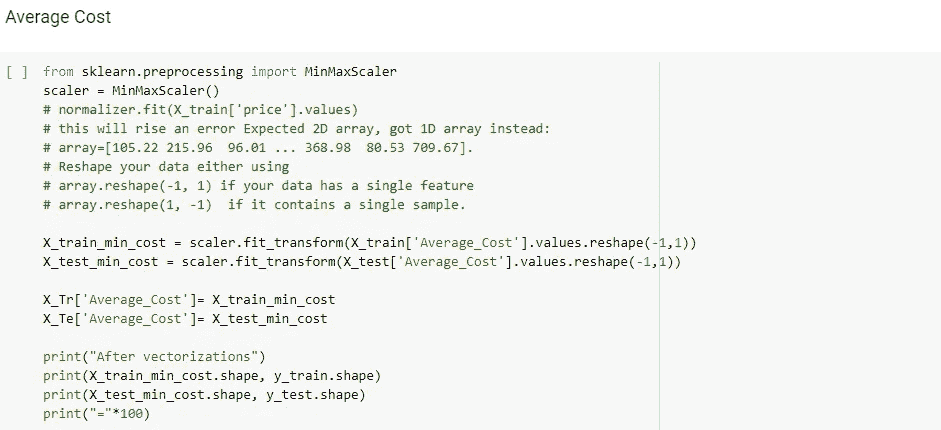 Average Cost
[ ] from sklearn.preprocessing import MinMaxScaler
scaler = MinMaxScaler()
# normalizer.fit(X_train['price'].values)
# this will rise an error Expected 2D array, got 1D array instead:
# array=[105.22 215.96  96.01 ... 368.98  80.53 709.67].
# Reshape your data either using
# array.reshape(-1, 1) if your data has a single feature
# array.reshape(1, -1)  if it contains a single sample.
X_train_min_cost = scaler.fit_transform(X_train['Average_Cost'].values.reshape(-1,1))
X_test_min_cost = scaler.fit_transform(X_test['Average_Cost'].values.reshape(-1,1))
X_Tr['Average_Cost']= X_train_min_cost
X_Te['Average_Cost']= X_test_min_cost
print("After vectorizations")
print(X_train_min_cost.shape, y_train.shape)
print(X_test_min_cost.shape, y_test.shape)
print("="*100)